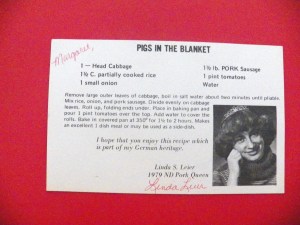 Margaret,
PIGS IN THE BLANKET
1 — Head Cabbage
1½ C. partially cooked rice
1 small onion
1½ lb. PORK Sausage
1 pint tomatoes
Water
Remove large outer leaves of cabbage, boil in salt water about two minutes until pliable.
Mix rice, onion, and pork sausage. Divide evenly on cabbage
leaves. Roll up, folding ends under. Place in baking pan and
pour 1 pint tomatoes over the top. Add water to cover the
rolls. Bake in covered pan at 350° for 1½ to 2 hours. Makes
an excellent 1 dish meal or may be used as a side-dish.
I hope that you enjoy this recipe which
is part of my German heritage.
Linda S. Leier
1979 ND Pork Queen
Linda Leier